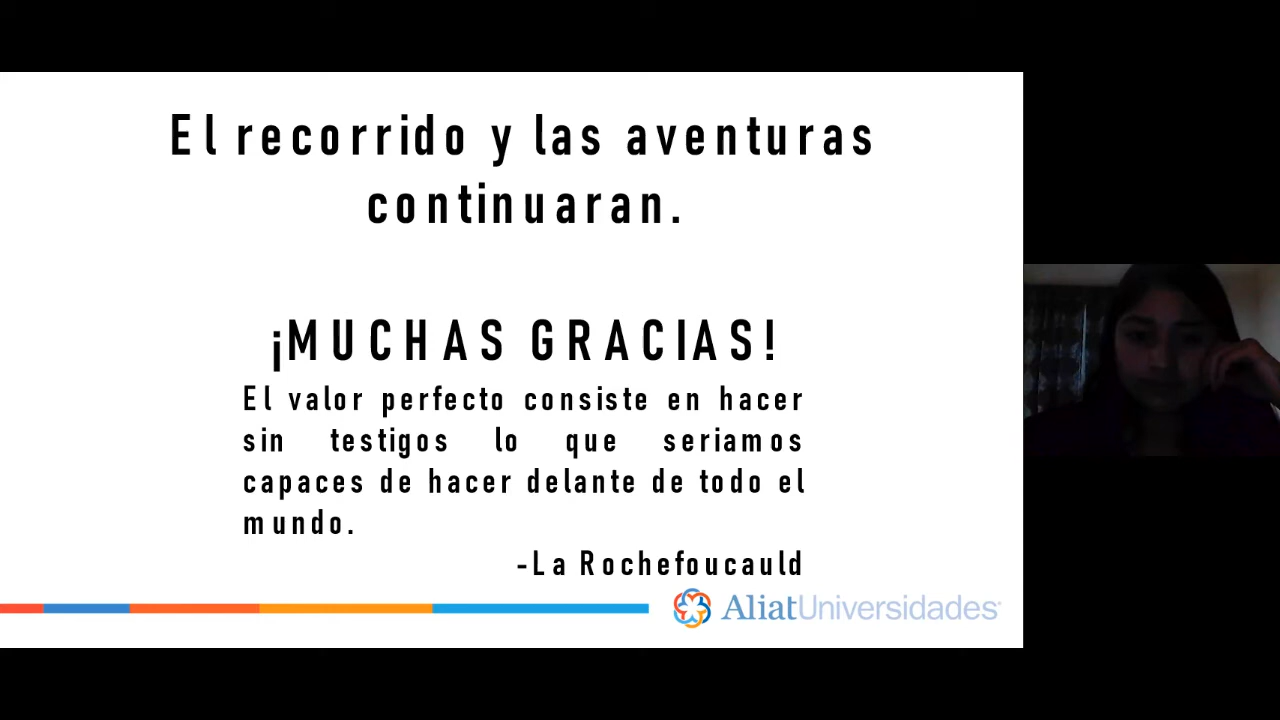 El recorrido y las aventuras
continuaran.
¡MUCHAS GRACIAS!
El valor perfecto consiste en hacer
sin testigos lo que seriamos
capaces de hacer delante de todo el
mundo.
-La Rochefoucauld
AliatUniversidades